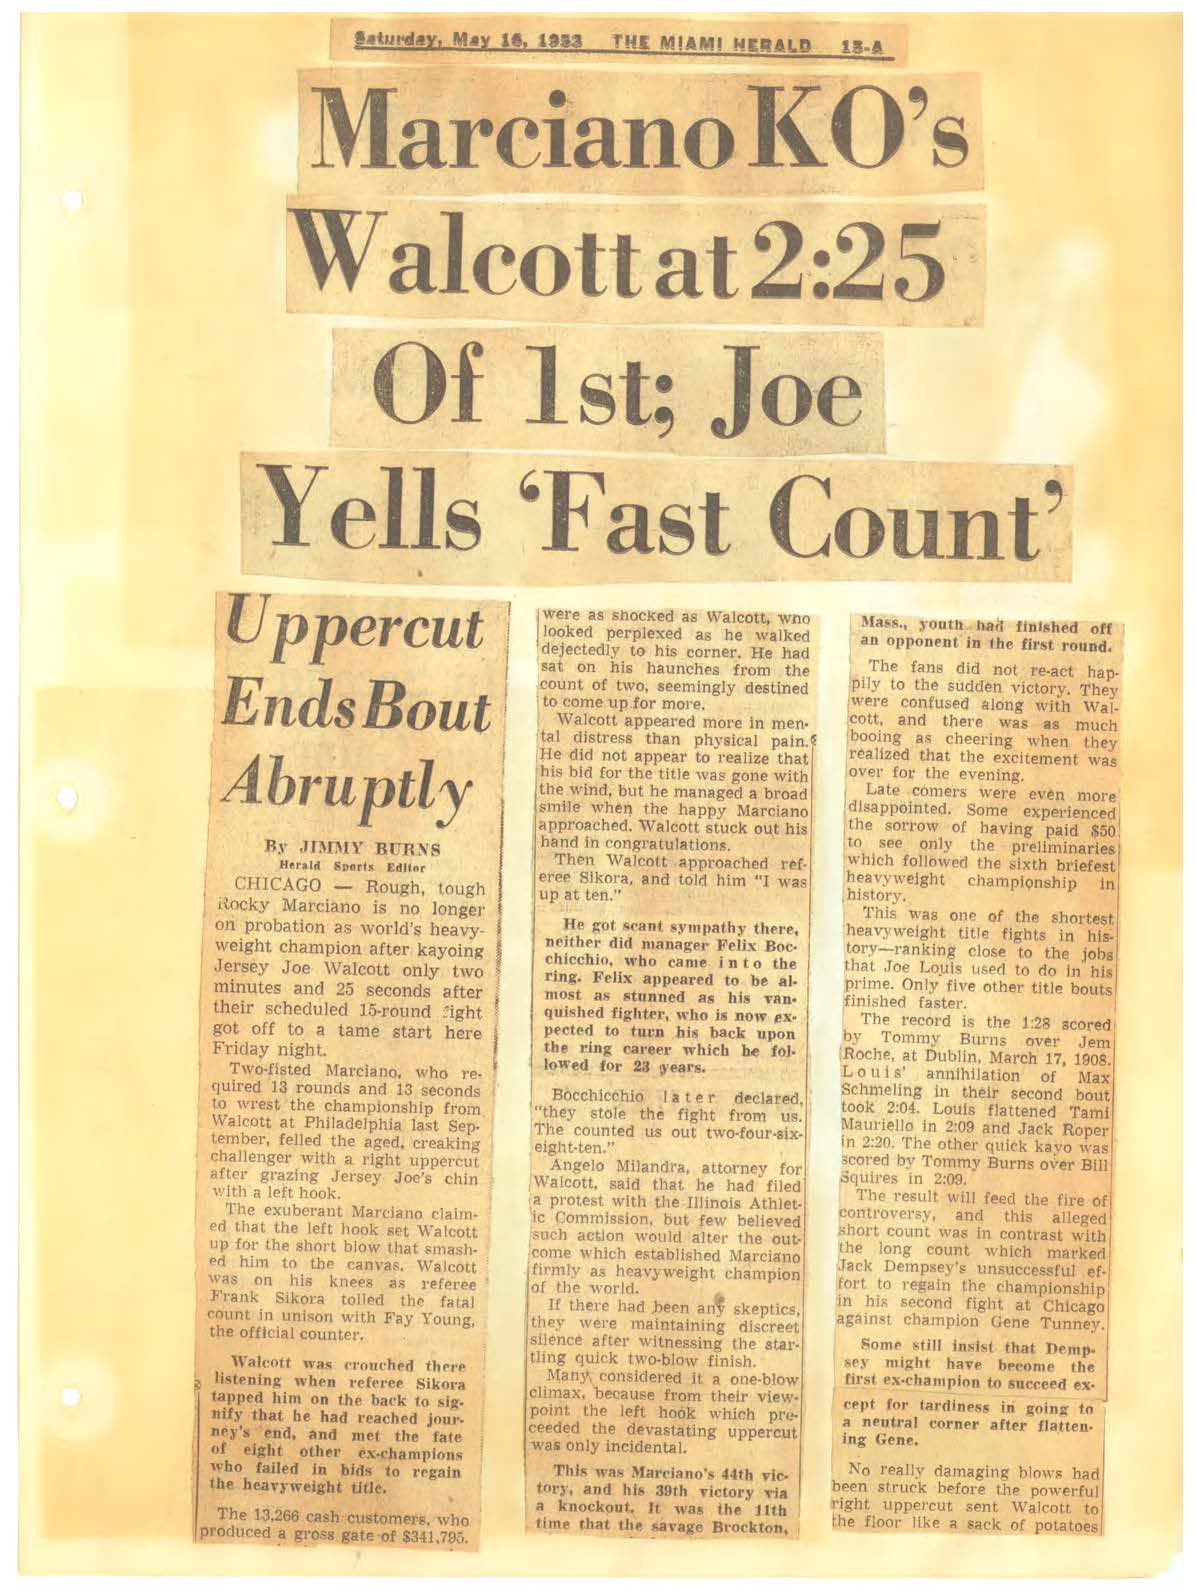 Saturday, May 16, 1953 THE MIAMI HERALD 15-A
Marciano KO's
Walcott at 2:25
Of 1st; Joe
Yells 'Fast Count'
Uppercut
Ends Bout
Abruptly
By JIMMY BURNS
Herald Sports Editor
CHICAGO — Rough, tough
Rocky Marciano is no longer
on probation as world's heavy-
weight champion after kayoing
Jersey Joe Walcott only two
minutes and 25 seconds after
their scheduled 15-round fight
got off to a tame start here
Friday night.
Two-fisted Marciano, who re-
quired 13 rounds and 13 seconds
to wrest the championship from
Walcott at Philadelphia last Sep-
tember, felled the aged, creaking
challenger with a right uppercut
after grazing Jersey Joe's chin
with a left hook.
The exuberant Marciano claim-
ed that the left hook set Walcott
up for the short blow that smash-
ed him to the canvas. Walcott
was on his knees as referee
Frank Sikora tolled the fatal
count in unison with Fay Young,
the official counter.
Walcott was crouched there
listening when referee Sikora
tapped him on the back to sig-
nify that he had reached jour-
ney's end, and met the fate
of eight other ex-champions
who failed in bids to regain
the heavyweight title.
The 13,266 cash customers, who
produced a gross gate of $341,795.
were as shocked as Walcott, who
looked perplexed as he walked
dejectedly to his corner. He had
sat on his haunches from the
count of two, seemingly destined
to come up for more.
Walcott appeared more in men-
tal distress than physical pain.
He did not appear to realize that
his bid for the title was gone with
the wind, but he managed a broad
smile when the happy Marciano
approached. Walcott stuck out his
hand in congratulations.
Then Walcott approached ref-
eree Sikora, and told him "I was
up at ten."
He got scant sympathy there,
neither did manager Felix Boc-
chicchio, who came into the
ring. Felix appeared to be al-
most as stunned as his van-
quished fighter, who is now ex-
pected to turn his back upon
the ring career which he fol-
lowed for 23 years.
Bocchicchio later declared,
"they stole the fight from us.
The counted us out two-four-six-
eight-ten."
Angelo Milandra, attorney for
Walcott, said that he had filed
a protest with the Illinois Athlet-
ic Commission, but few believed
such action would alter the out-
come which established Marciano
firmly as heavyweight champion
of the world.
If there had been any skeptics,
they were maintaining discreet
silence after witnessing the star-
tling quick two-blow finish.
Many considered it a one-blow
climax, because from their view-
point the left hook which pre-
ceeded the devastating uppercut
was only incidental.
This was Marciano's 44th vic-
tory, and his 39th victory via
a knockout. It was the 11th
time that the savage Brockton,
Mass., youth had finished off
an opponent in the first round.
The fans did not re-act hap-
pily to the sudden victory. They
were confused along with Wal-
cott, and there was as much
booing as cheering when they
realized that the excitement was
over for the evening.
Late comers were even more
disappointed. Some experienced
the sorrow of having paid $50
to see only the preliminaries
which followed the sixth briefest
heavyweight championship in
history.
This was one of the shortest
heavyweight title fights in his-
tory—ranking close to the jobs
that Joe Louis used to do in his
prime. Only five other title bouts
finished faster.
The record is the 1:28 scored
by Tommy Burns over Jem
Roche, at Dublin, March 17, 1908.
Louis' annihilation of Max
Schmeling in their second bout
took 2:04. Louis flattened Tami
Mauriello in 2:09 and Jack Roper
in 2:20. The other quick kayo was
scored by Tommy Burns over Bill
Squires in 2:09.
The result will feed the fire of
controversy, and this alleged
short count was in contrast with
the long count which marked
Jack Dempsey's unsuccessful ef-
fort to regain the championship
in his second fight at Chicago
against champion Gene Tunney.
Some still insist that Demp-
sey might have become the
first ex-champion to succeed ex-
cept for tardiness in going to
a neutral corner after flatten-
ing Gene.
No really damaging blows had
been struck before the powerful
right uppercut sent Walcott to
the floor like a sack of potatoes